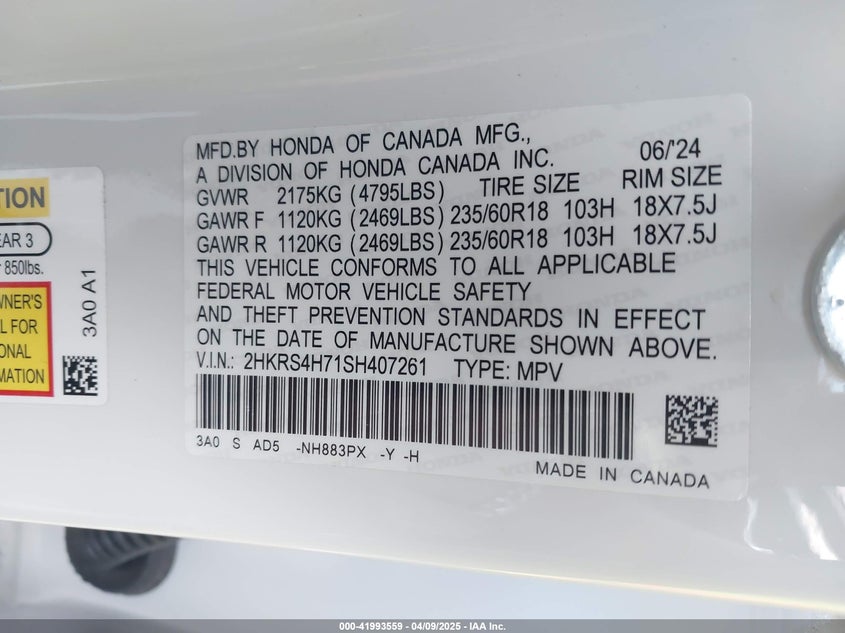 TION
EAR 3
850lbs.
WNER'S
L FOR
ONAL
MATION
3A0 A1
MFD.BY HONDA OF CANADA MFG.,
A DIVISION OF HONDA CANADA INC. 06/'24
GVWR 2175KG (4795LBS) TIRE SIZE RIM SIZE
GAWR F 1120KG (2469LBS) 235/60R18 103H 18X7.5J
GAWR R 1120KG (2469LBS) 235/60R18 103H 18X7.5J
THIS VEHICLE CONFORMS TO ALL APPLICABLE
FEDERAL MOTOR VEHICLE SAFETY
AND THEFT PREVENTION STANDARDS IN EFFECT
ON THE DATE OF MANUFACTURE SHOWN ABOVE.
V.I.N.: 2HKRS4H71SH407261 TYPE: MPV
3A0 S AD5 -NH883PX -Y -H
MADE IN CANADA
000-41993559 | 04/09/2025 - IAA Inc.